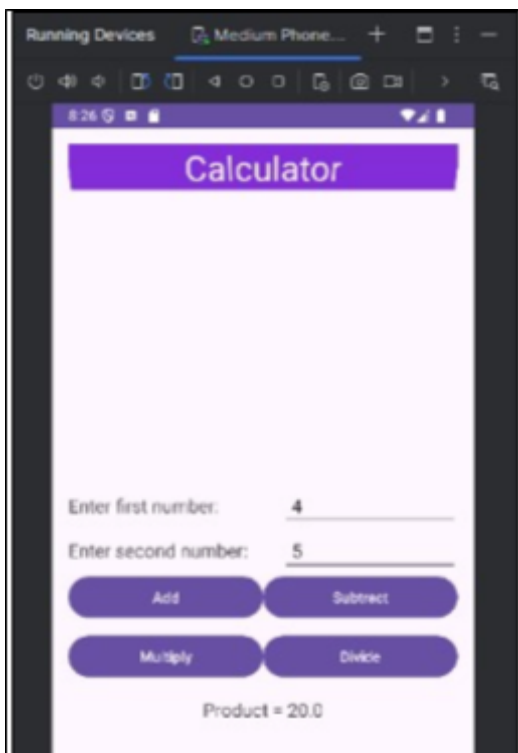 Running Devices Medium Phone...
8:26
Calculator
Enter first number: 4
Enter second number: 5
Add Subtract
Multiply Divide
Product = 20.0